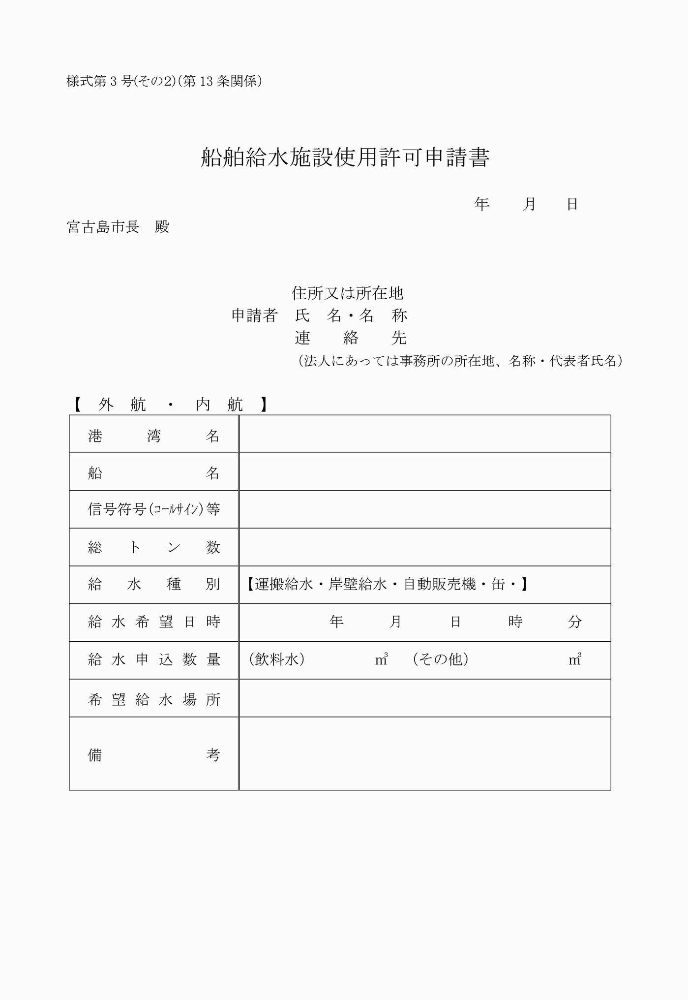 様式第 3 号(その2)(第 13 条関係)
船舶給水施設使用許可申請書
年　　月　　日
宮古島市長　殿
住所又は所在地
申請者　氏　名・名　称
連　　絡　　先
(法人にあっては事務所の所在地、名称・代表者氏名)
【　外　航　・　内　航　】
港湾名
船名
信号符号(ｺｰﾙｻｲﾝ)等
総トン数
給水種別　【運搬給水・岸壁給水・自動販売機・缶・】
給水希望日時　年　月　日　時　分
給水申込数量　(飲料水)　　㎥　(その他)　　㎥
希望給水場所
備考